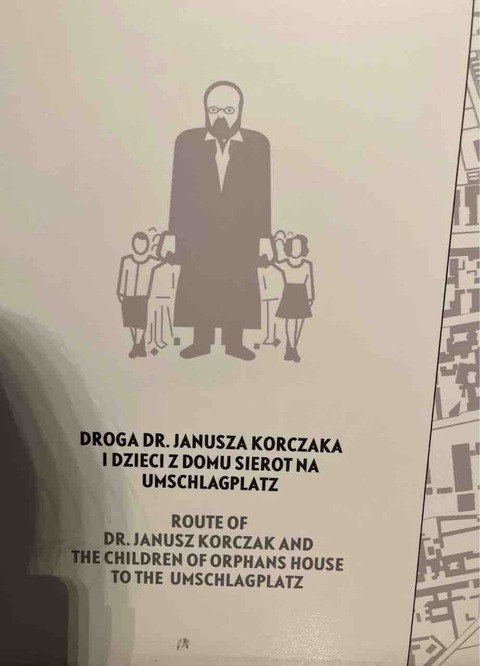 DROGA DR. JANUSZA KORCZAKA
I DZIECI Z DOMU SIEROT NA
UMSCHLAGPLATZ
ROUTE OF
DR. JANUSZ KORCZAK AND
THE CHILDREN OF ORPHANS HOUSE
TO THE UMSCHLAGPLATZ